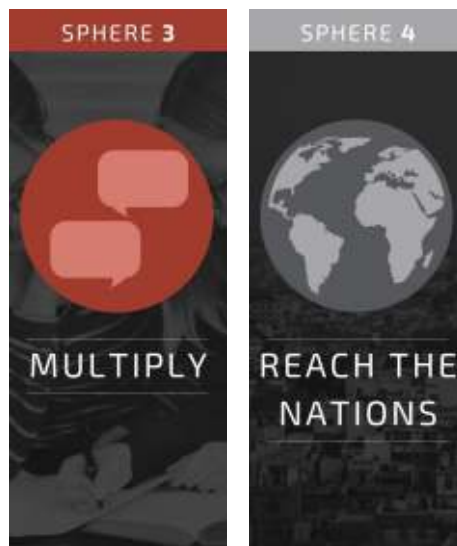 SPHERE 3
MULTIPLY
SPHERE 4
REACH THE
NATIONS